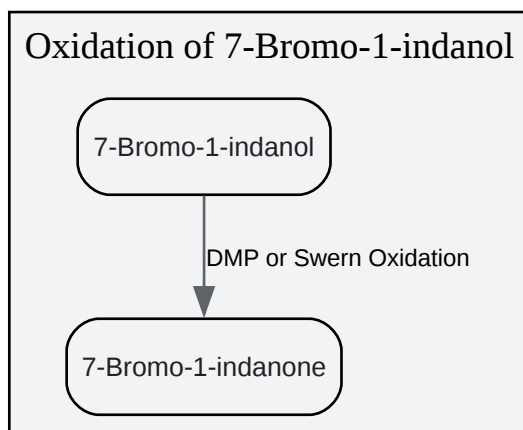 Oxidation of 7-Bromo-1-indanol
7-Bromo-1-indanol
DMP or Swern Oxidation
7-Bromo-1-indanone